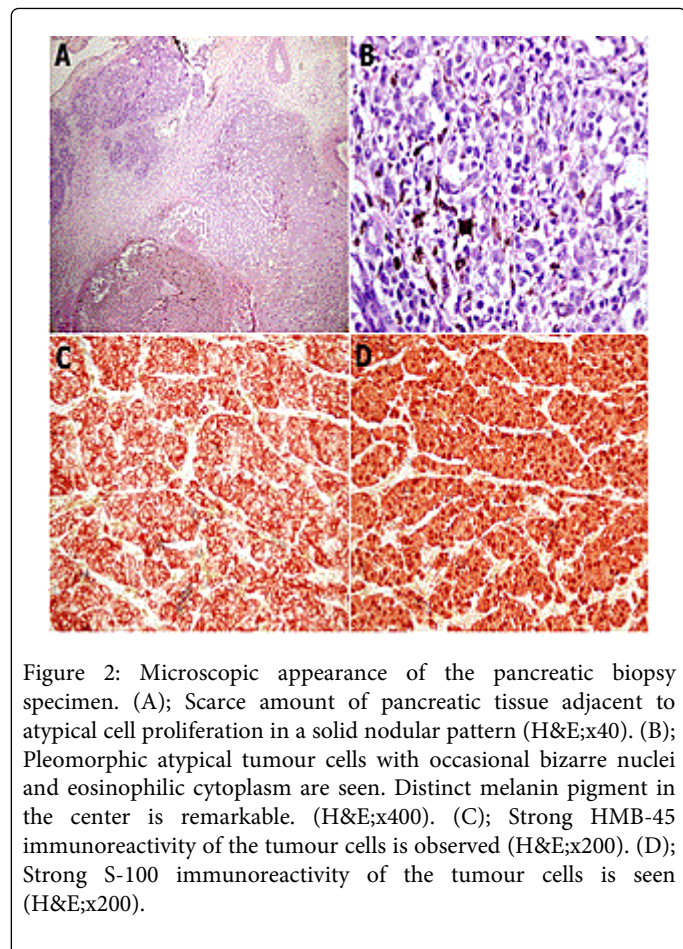 A
B
C
D
Figure 2: Microscopic appearance of the pancreatic biopsy
specimen. (A); Scarce amount of pancreatic tissue adjacent to
atypical cell proliferation in a solid nodular pattern (H&E;x40). (B);
Pleomorphic atypical tumour cells with occasional bizarre nuclei
and eosinophilic cytoplasm are seen. Distinct melanin pigment in
the center is remarkable. (H&E;x400). (C); Strong HMB-45
immunoreactivity of the tumour cells is observed (H&E;x200). (D);
Strong S-100 immunoreactivity of the tumour cells is seen
(H&E;x200).